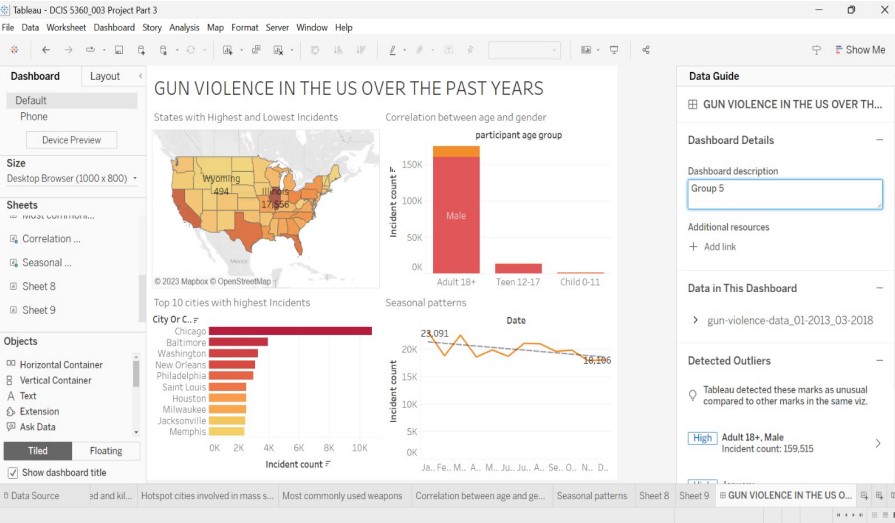 Tableau - DCIS 5360_003 Project Part 3
File Data Worksheet Dashboard Story Analysis Map Format Server Window Help
Show Me
Dashboard Layout
Default
Phone
Device Preview
Size
Desktop Browser (1000 x 800)
Sheets
Most commoni...
Correlation ...
Seasonal ...
Sheet 8
Sheet 9
Objects
Horizontal Container
Vertical Container
A Text
Extension
Ask Data
Tiled Floating
Show dashboard title
GUN VIOLENCE IN THE US OVER THE PAST YEARS
States with Highest and Lowest Incidents
Wyoming
494
Illinois
17,556
Mexico
© 2023 Mapbox © OpenStreetMap
Correlation between age and gender
participant age group
Incident count
150K
100K
50K
0K
Male
Adult 18+ Teen 12-17 Child 0-11
Top 10 cities with highest Incidents
City Or C..
Chicago
Baltimore
Washington
New Orleans
Philadelphia
Saint Louis
Houston
Milwaukee
Jacksonville
Memphis
0K 2K 4K 6K 8K 10K
Incident count
Seasonal patterns
Date
23,091
18,106
Incident count
20K
15K
10K
5K
0K
Ja.. Fe.. M.. A.. M.. Ju.. Ju.. A.. Se.. O.. N.. D..
Data Guide
GUN VIOLENCE IN THE US OVER TH...
Dashboard Details
Dashboard description
Group 5
Additional resources
+ Add link
Data in This Dashboard
gun-violence-data_01-2013_03-2018
Detected Outliers
Tableau detected these marks as unusual
compared to other marks in the same viz.
High Adult 18+, Male
Incident count: 159,515
Data Source ed and kil... Hotspot cities involved in mass s... Most commonly used weapons Correlation between age and ge... Seasonal patterns Sheet 8 Sheet 9 GUN VIOLENCE IN THE US O...